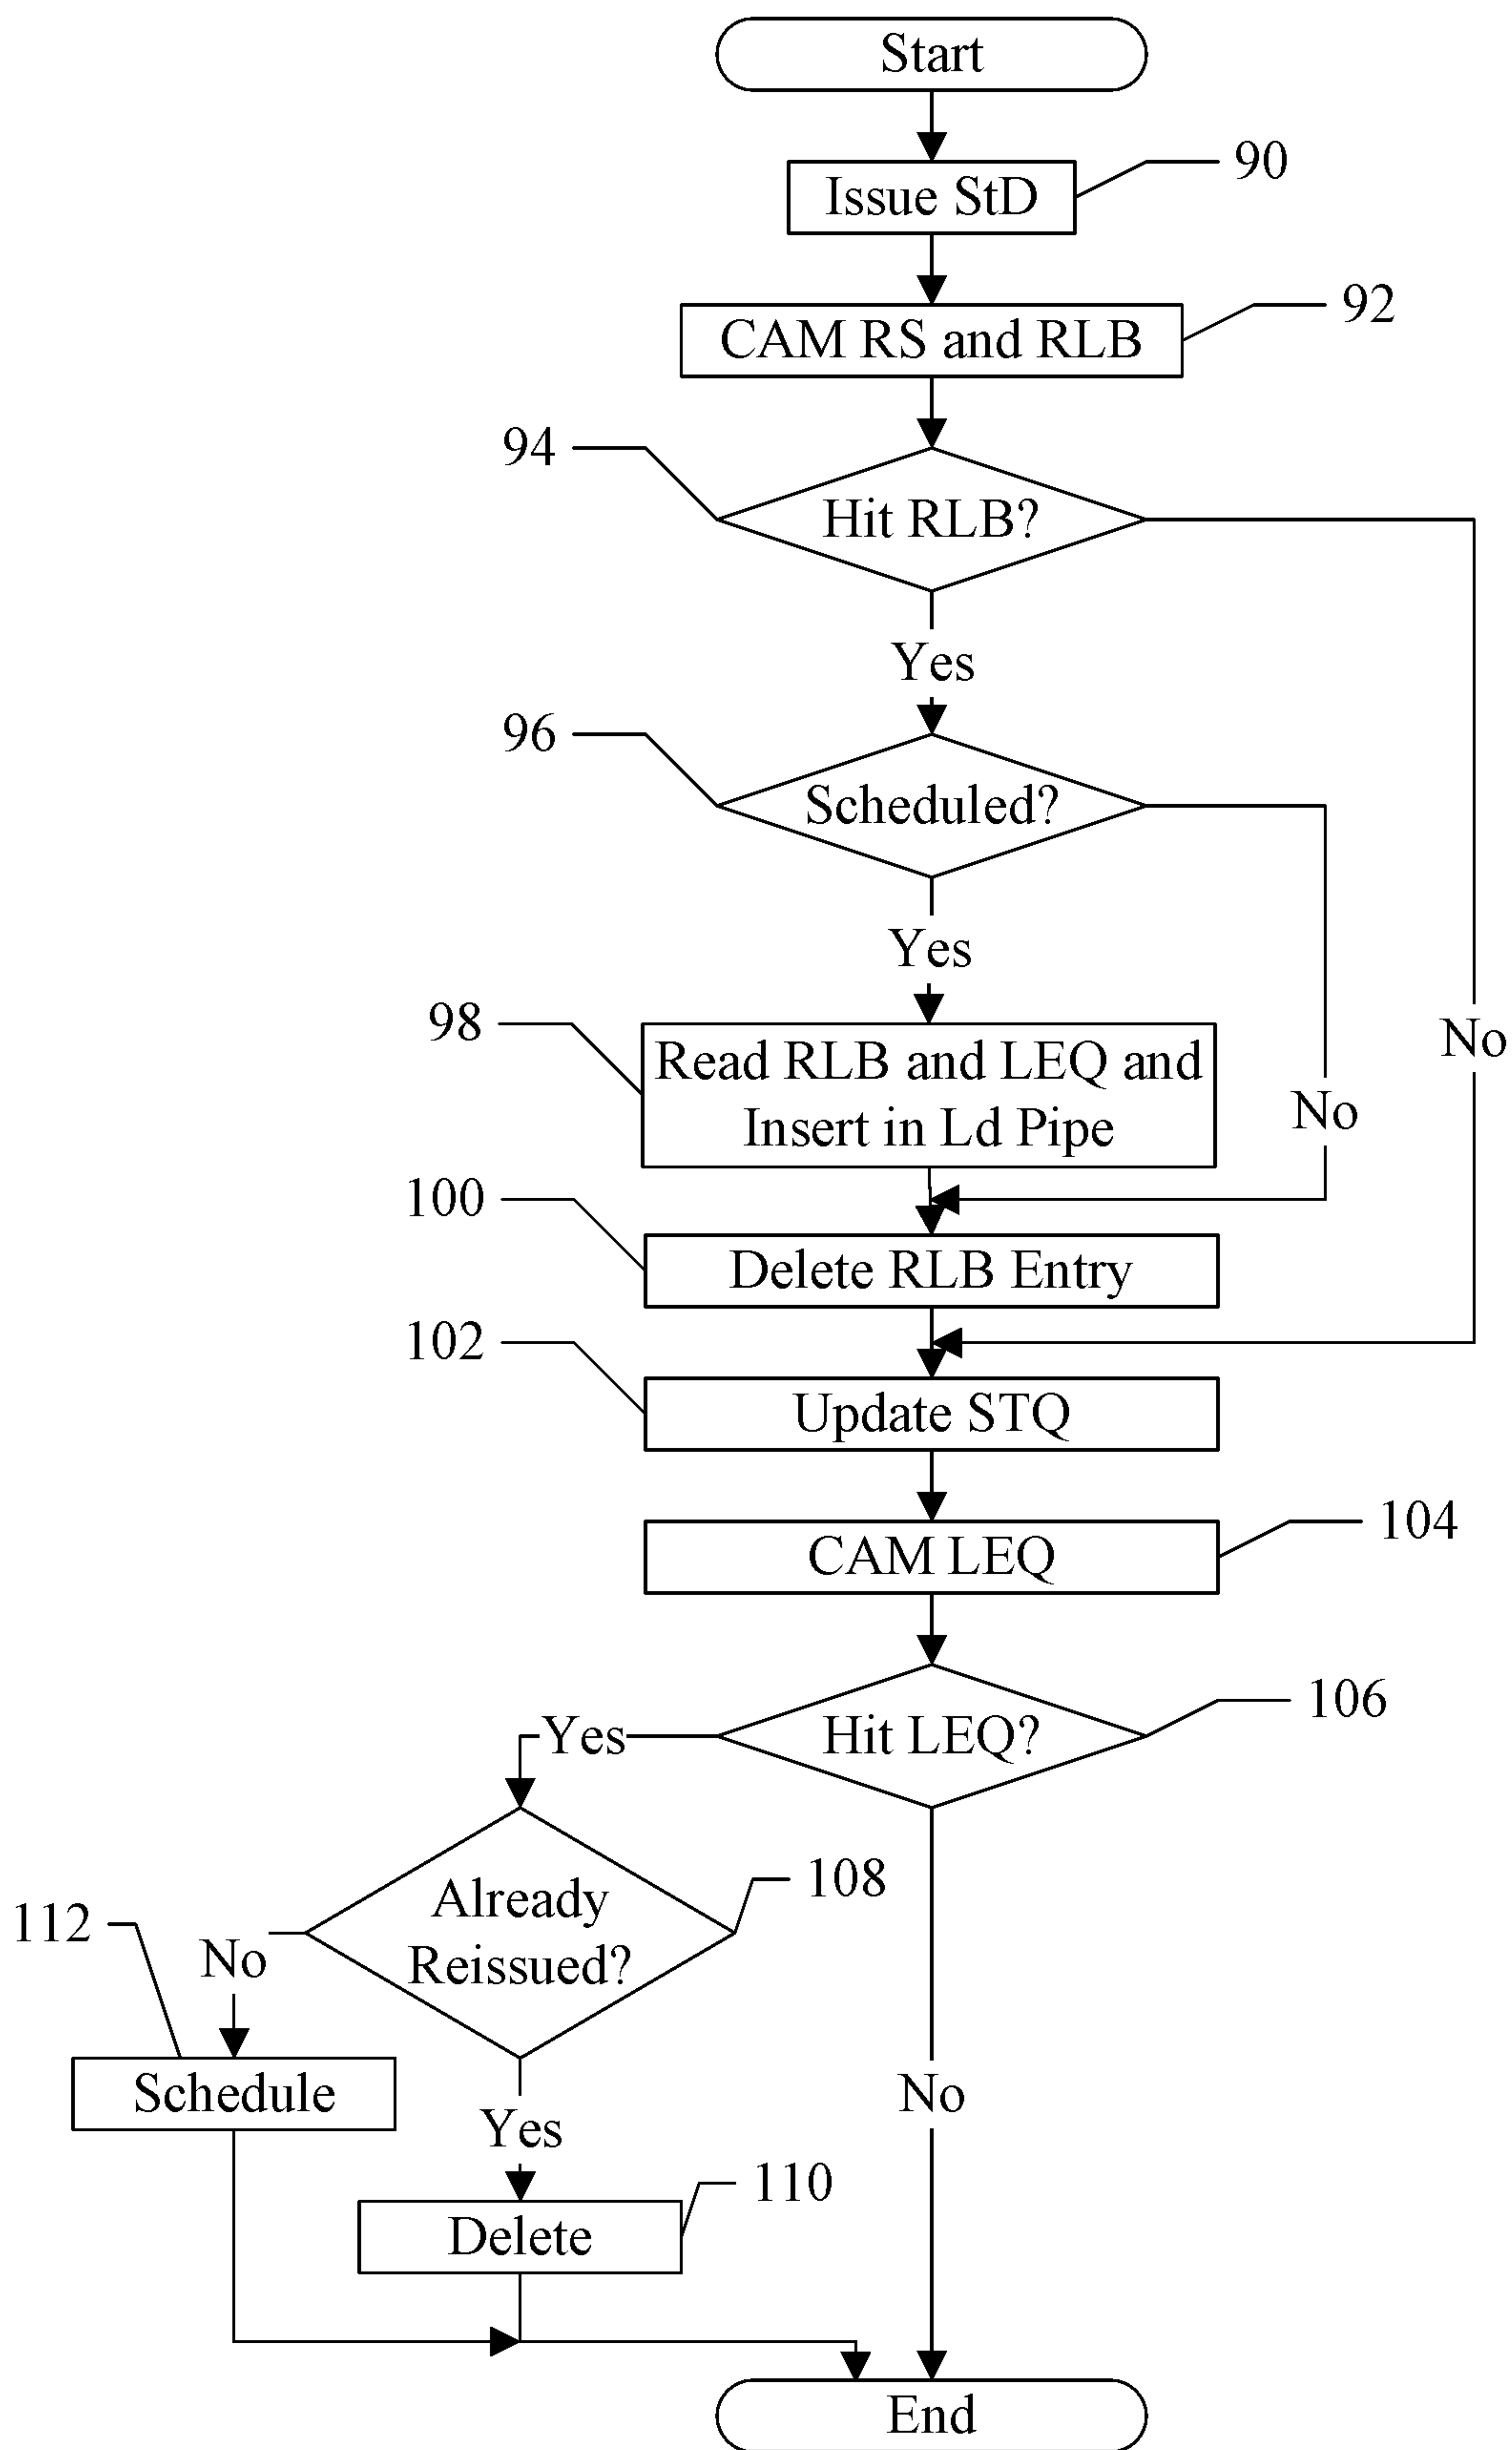 Start
90
Issue StD
92
CAM RS and RLB
94
Hit RLB?
Yes
96
Scheduled?
Yes
98
No
Read RLB and LEQ and
Insert in Ld Pipe
No
100
Delete RLB Entry
102
Update STQ
104
CAM LEQ
106
Yes
Hit LEQ?
108
Already
Reissued?
112
No
Schedule
No
Yes
110
Delete
End